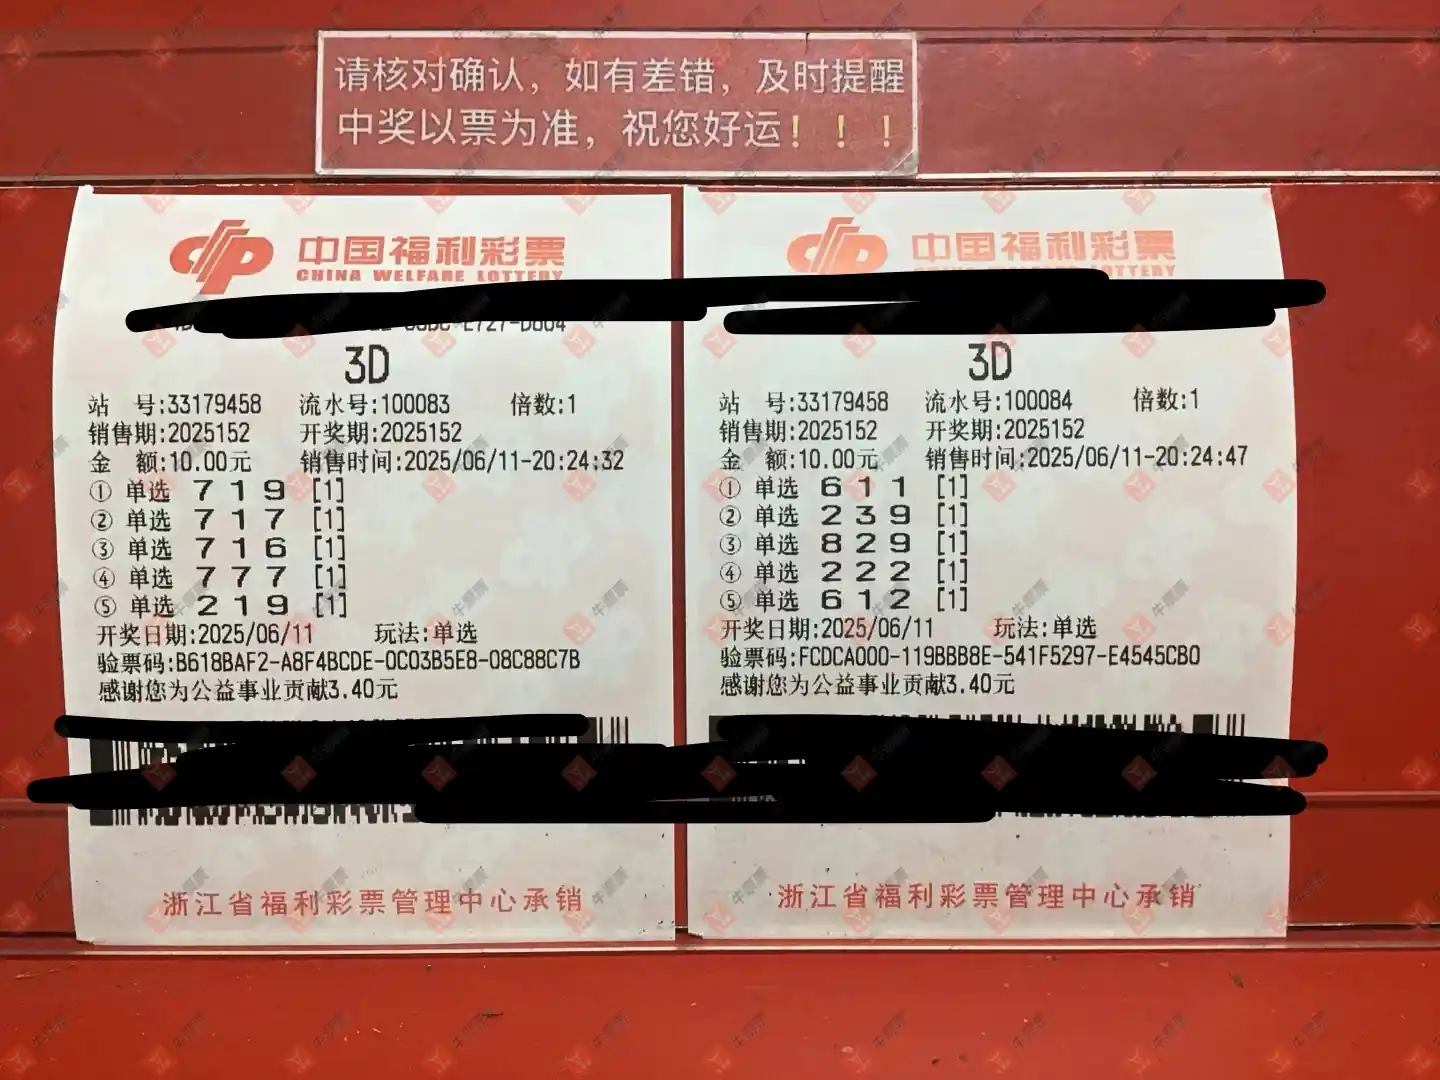 请核对确认，如有差错，及时提醒
中奖以票为准，祝您好运！！！
中国福利彩票
CHINA WELFARE LOTTERY
3D
站 号:33179458 流水号:100083 倍数:1
销售期:2025152 开奖期:2025152
金 额:10.00元 销售时间:2025/06/11-20:24:32
① 单选 7 1 9 [1]
② 单选 7 1 7 [1]
③ 单选 7 1 6 [1]
④ 单选 7 7 7 [1]
⑤ 单选 2 1 9 [1]
开奖日期:2025/06/11 玩法:单选
验票码:B618BAF2-A8F4BCDE-0C03B5E8-08C88C7B
感谢您为公益事业贡献3.40元
浙江省福利彩票管理中心承销
中国福利彩票
CHINA WELFARE LOTTERY
3D
站 号:33179458 流水号:100084 倍数:1
销售期:2025152 开奖期:2025152
金 额:10.00元 销售时间:2025/06/11-20:24:47
① 单选 6 1 1 [1]
② 单选 2 3 9 [1]
③ 单选 8 2 9 [1]
④ 单选 2 2 2 [1]
⑤ 单选 6 1 2 [1]
开奖日期:2025/06/11 玩法:单选
验票码:FCDCA000-119BBB8E-541F5297-E4545CB0
感谢您为公益事业贡献3.40元
浙江省福利彩票管理中心承销